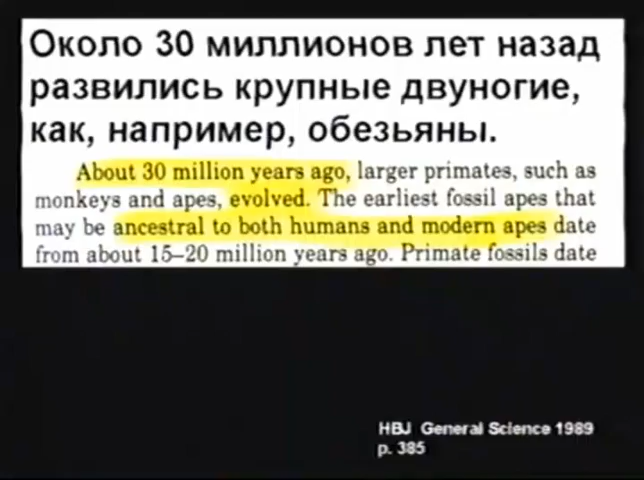 Около 30 миллионов лет назад
развились крупные двуногие,
как, например, обезьяны.
About 30 million years ago, larger primates, such as
monkeys and apes, evolved. The earliest fossil apes that
may be ancestral to both humans and modern apes date
from about 15–20 million years ago. Primate fossils date
HBJ General Science 1989
p. 385